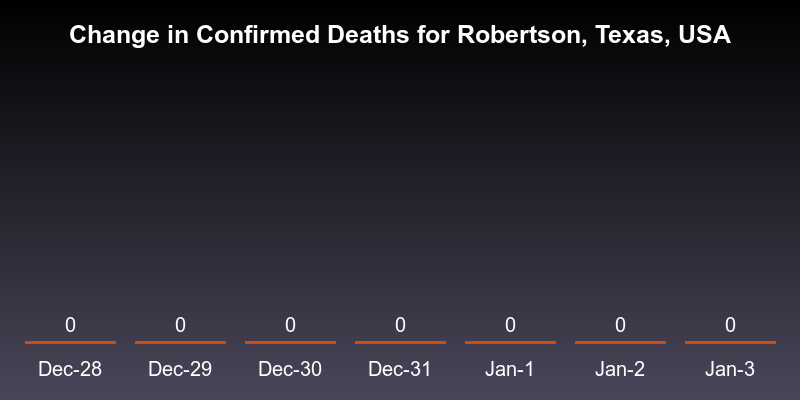 Change in Confirmed Deaths for Robertson, Texas, USA
0 0 0 0 0 0 0
Dec-28 Dec-29 Dec-30 Dec-31 Jan-1 Jan-2 Jan-3